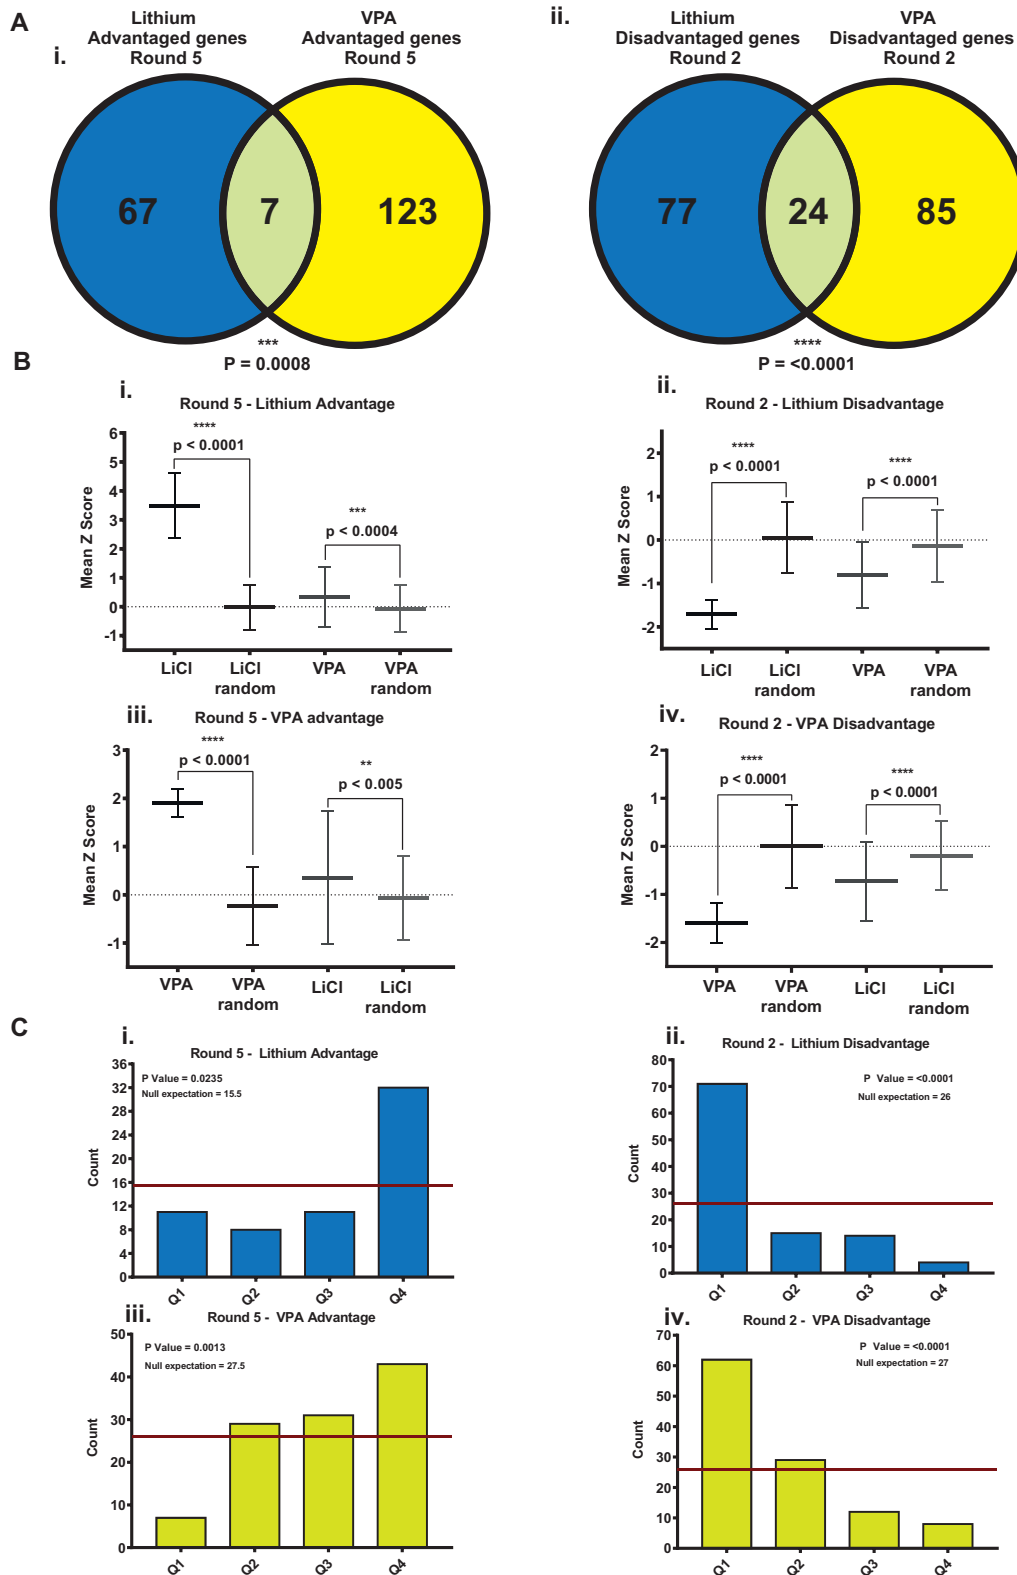 A
i.
Lithium
Advantaged genes
Round 5
VPA
Advantaged genes
Round 5
67
7
123
***
P = 0.0008
ii.
Lithium
Disadvantaged genes
Round 2
VPA
Disadvantaged genes
Round 2
77
24
85
****
P = <0.0001
B
i.
Round 5 - Lithium Advantage
****
p < 0.0001
***
p < 0.0004
Mean Z Score
6
5
4
3
2
1
0
-1
LiCl
LiCl
random
VPA
VPA
random
ii.
Round 2 - Lithium Disadvantage
****
p < 0.0001
****
p < 0.0001
Mean Z Score
2
1
0
-1
-2
LiCl
LiCl
random
VPA
VPA
random
iii.
Round 5 - VPA advantage
****
p < 0.0001
**
p < 0.005
Mean Z Score
3
2
1
0
-1
VPA
VPA
random
LiCl
LiCl
random
iv.
Round 2 - VPA Disadvantage
****
p < 0.0001
****
p < 0.0001
Mean Z Score
2
1
0
-1
-2
VPA
VPA
random
LiCl
LiCl
random
C
i.
Round 5 - Lithium Advantage
P Value = 0.0235
Null expectation = 15.5
Count
36
32
28
24
20
16
12
8
4
0
Q1
Q2
Q3
Q4
ii.
Round 2 - Lithium Disadvantage
P Value = <0.0001
Null expectation = 26
Count
80
70
60
50
40
30
20
10
0
Q1
Q2
Q3
Q4
iii.
Round 5 - VPA Advantage
P Value = 0.0013
Null expectation = 27.5
Count
50
40
30
20
10
0
Q1
Q2
Q3
Q4
iv.
Round 2 - VPA Disadvantage
P Value = <0.0001
Null expectation = 27
Count
70
60
50
40
30
20
10
0
Q1
Q2
Q3
Q4